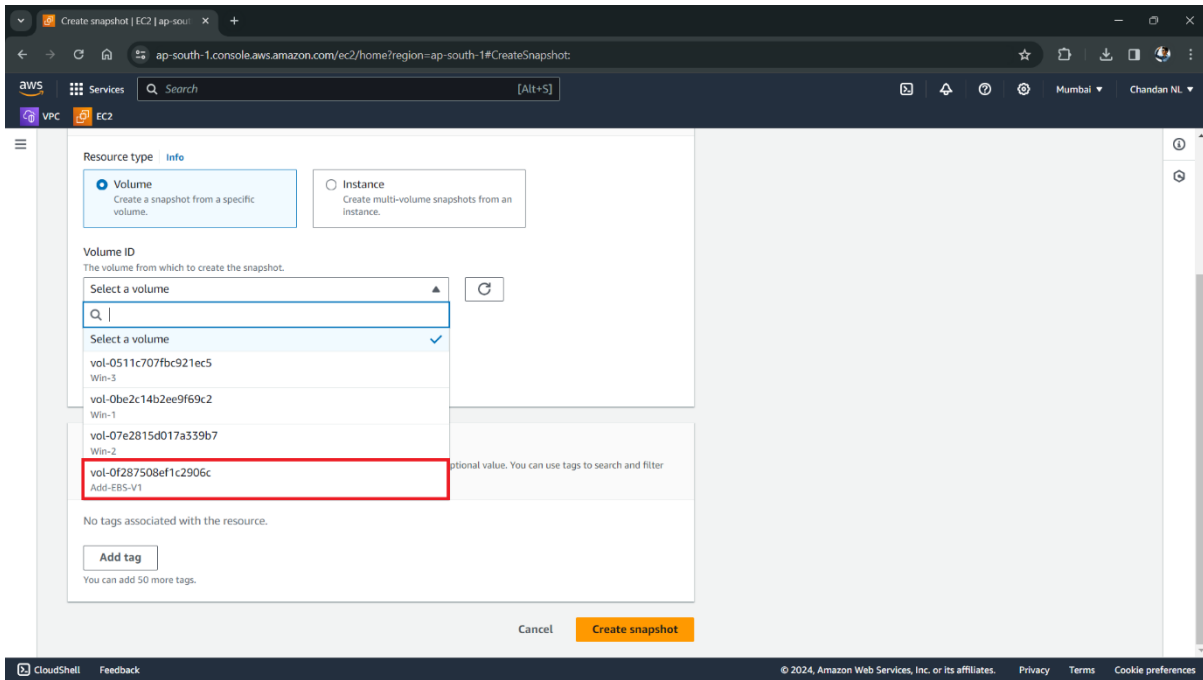 Create snapshot | EC2 | ap-sout
ap-south-1.console.aws.amazon.com/ec2/home?region=ap-south-1#CreateSnapshot:
aws Services Search [Alt+S] Mumbai Chandan NL
VPC EC2
Resource type Info
Volume
Create a snapshot from a specific
volume.
Instance
Create multi-volume snapshots from an
instance.
Volume ID
The volume from which to create the snapshot.
Select a volume
Select a volume
vol-0511c707fbc921ec5
Win-3
vol-0be2c14b2ee9f69c2
Win-1
vol-07e2815d017a339b7
Win-2
ptional value. You can use tags to search and filter
vol-0f287508ef1c2906c
Add-EBS-V1
No tags associated with the resource.
Add tag
You can add 50 more tags.
Cancel Create snapshot
CloudShell Feedback © 2024, Amazon Web Services, Inc. or its affiliates. Privacy Terms Cookie preferences